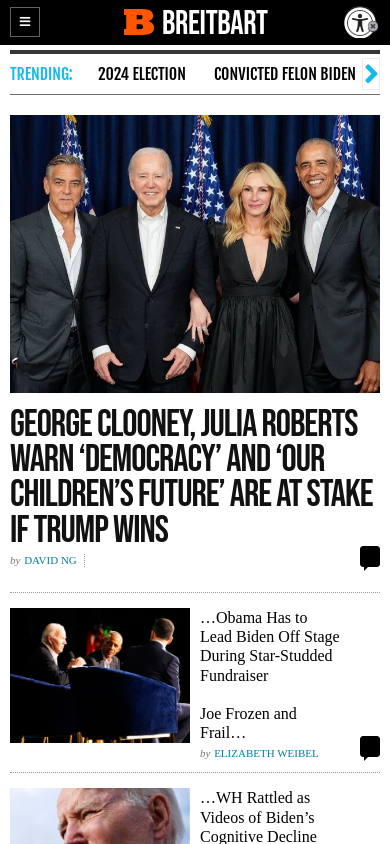 BREITBART
TRENDING:
2024 ELECTION
CONVICTED FELON BIDEN
GEORGE CLOONEY, JULIA ROBERTS
WARN ‘DEMOCRACY’ AND ‘OUR
CHILDREN’S FUTURE’ ARE AT STAKE
IF TRUMP WINS
by DAVID NG
…Obama Has to
Lead Biden Off Stage
During Star-Studded
Fundraiser
Joe Frozen and
Frail…
by ELIZABETH WEIBEL
…WH Rattled as
Videos of Biden’s
Cognitive Decline